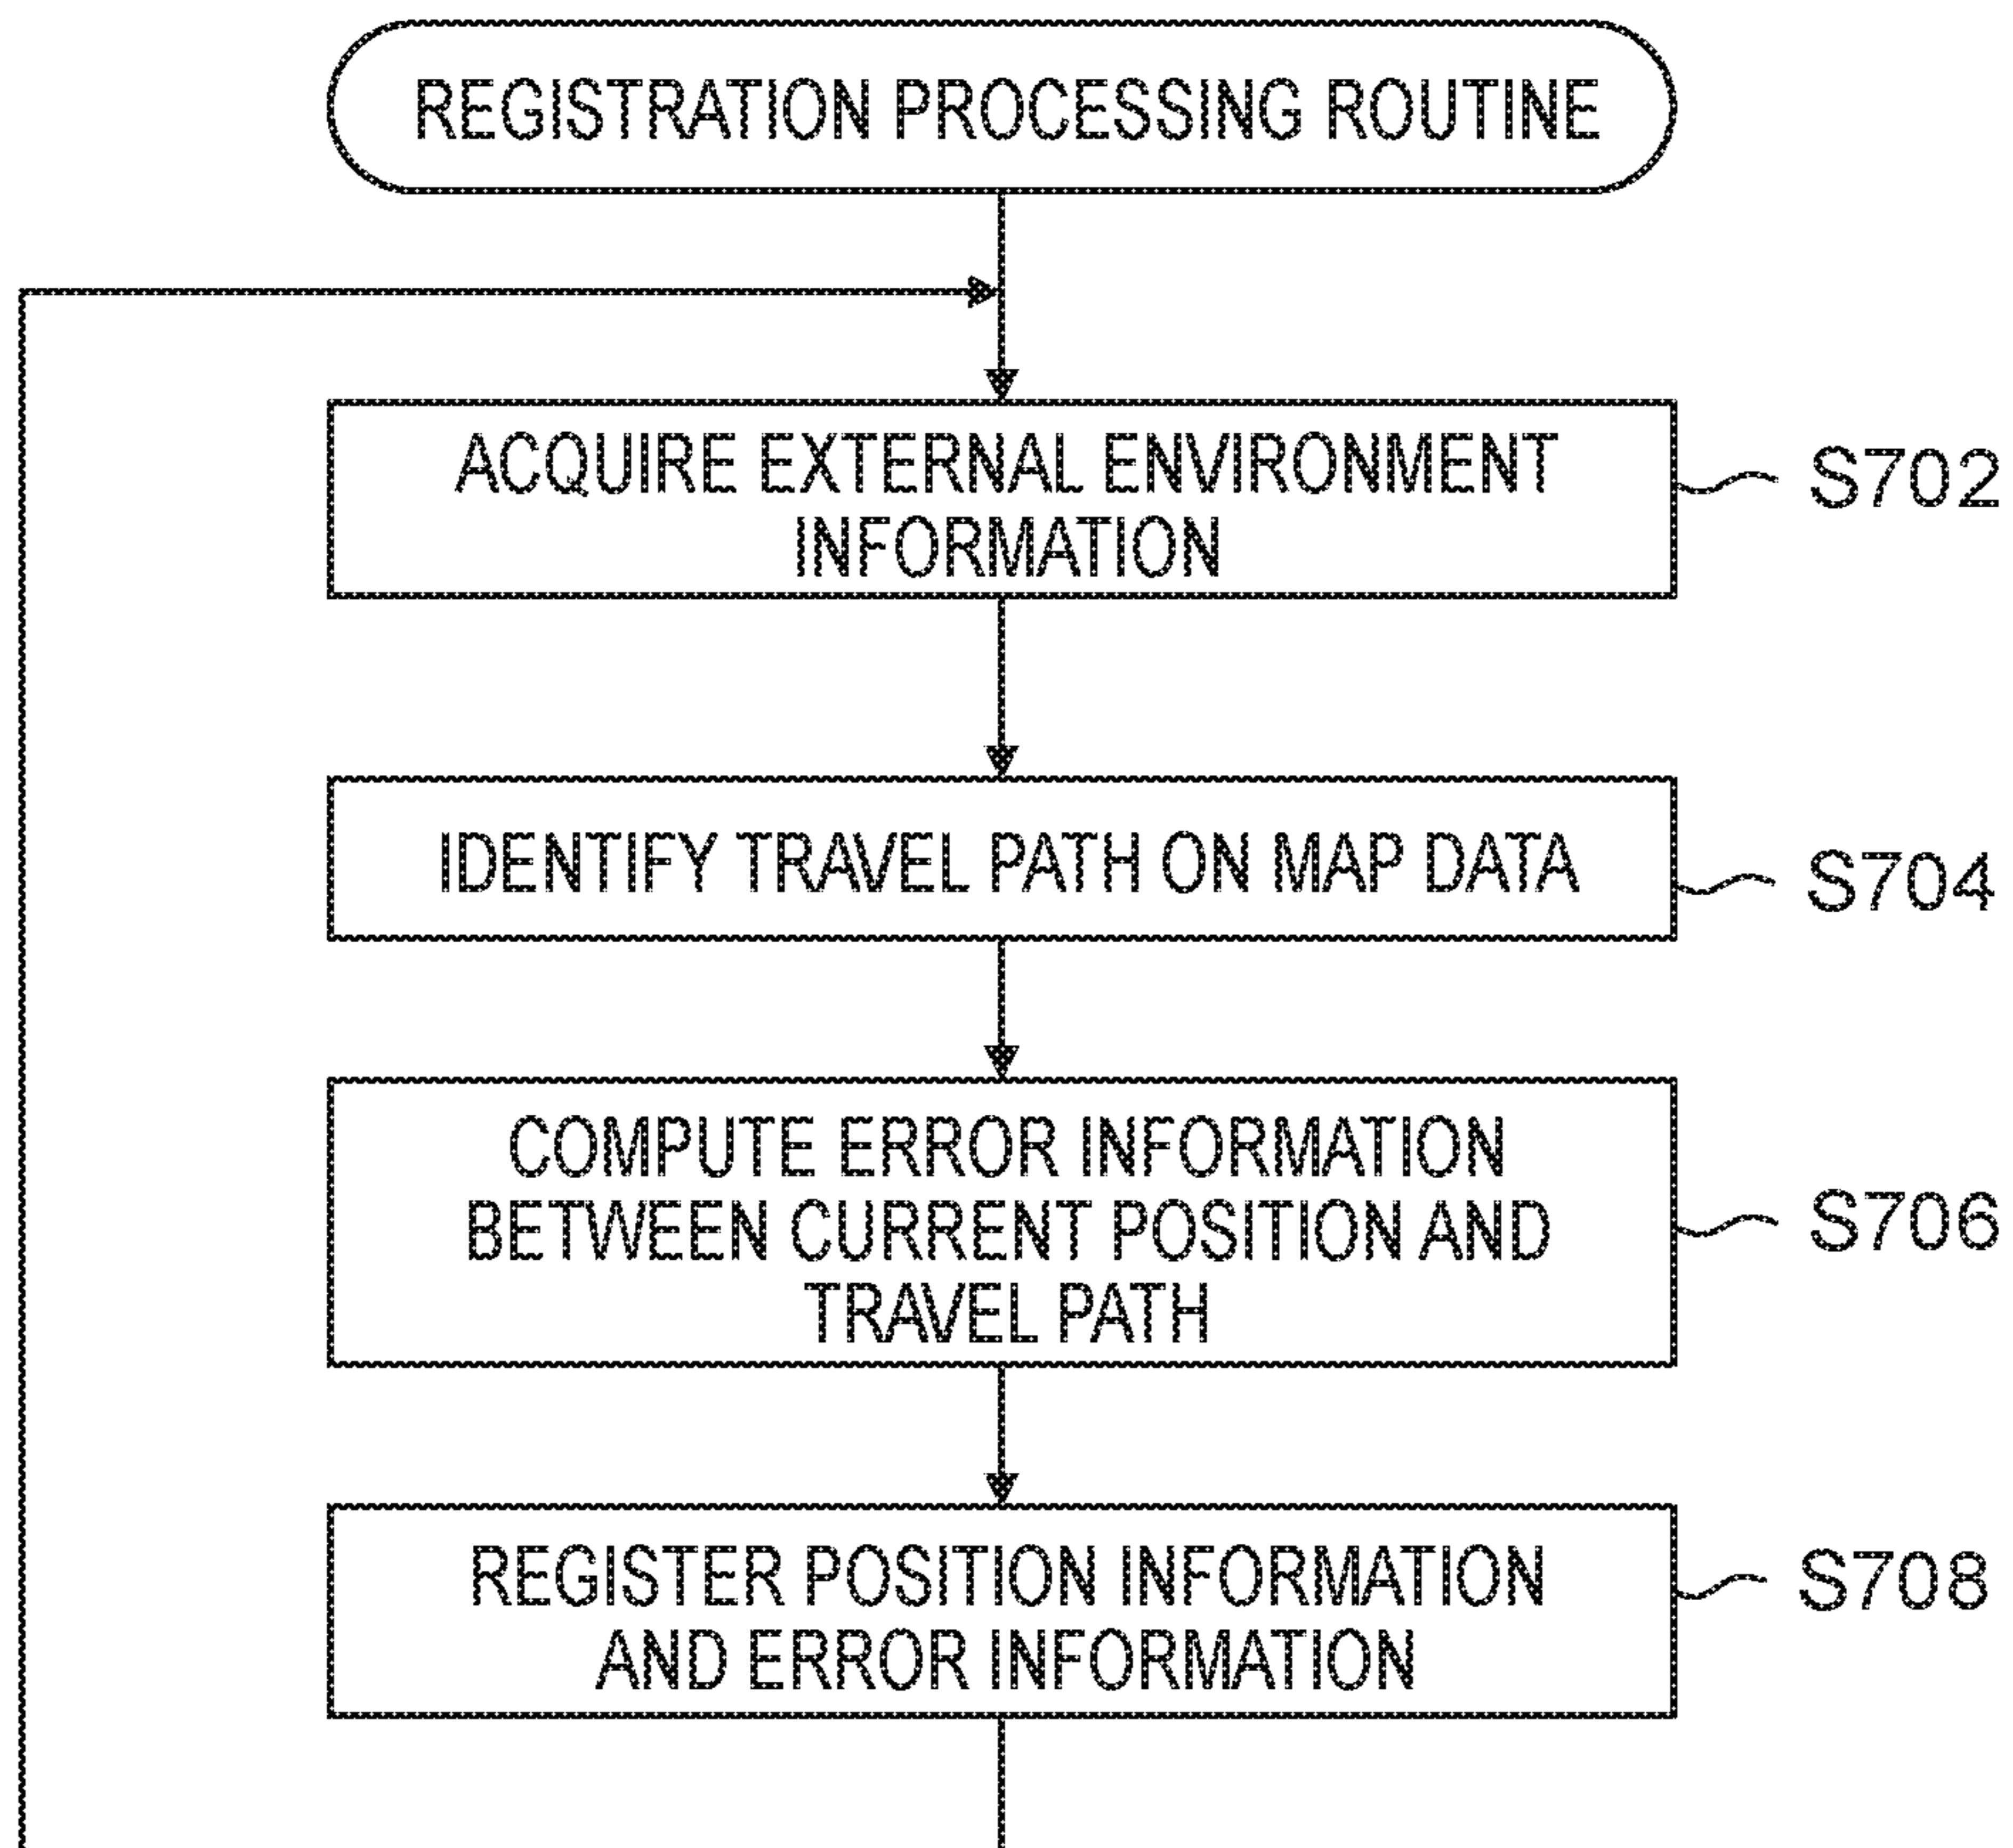 REGISTRATION PROCESSING ROUTINE
ACQUIRE EXTERNAL ENVIRONMENT
INFORMATION
S702
IDENTIFY TRAVEL PATH ON MAP DATA
S704
COMPUTE ERROR INFORMATION
BETWEEN CURRENT POSITION AND
TRAVEL PATH
S706
REGISTER POSITION INFORMATION
AND ERROR INFORMATION
S708